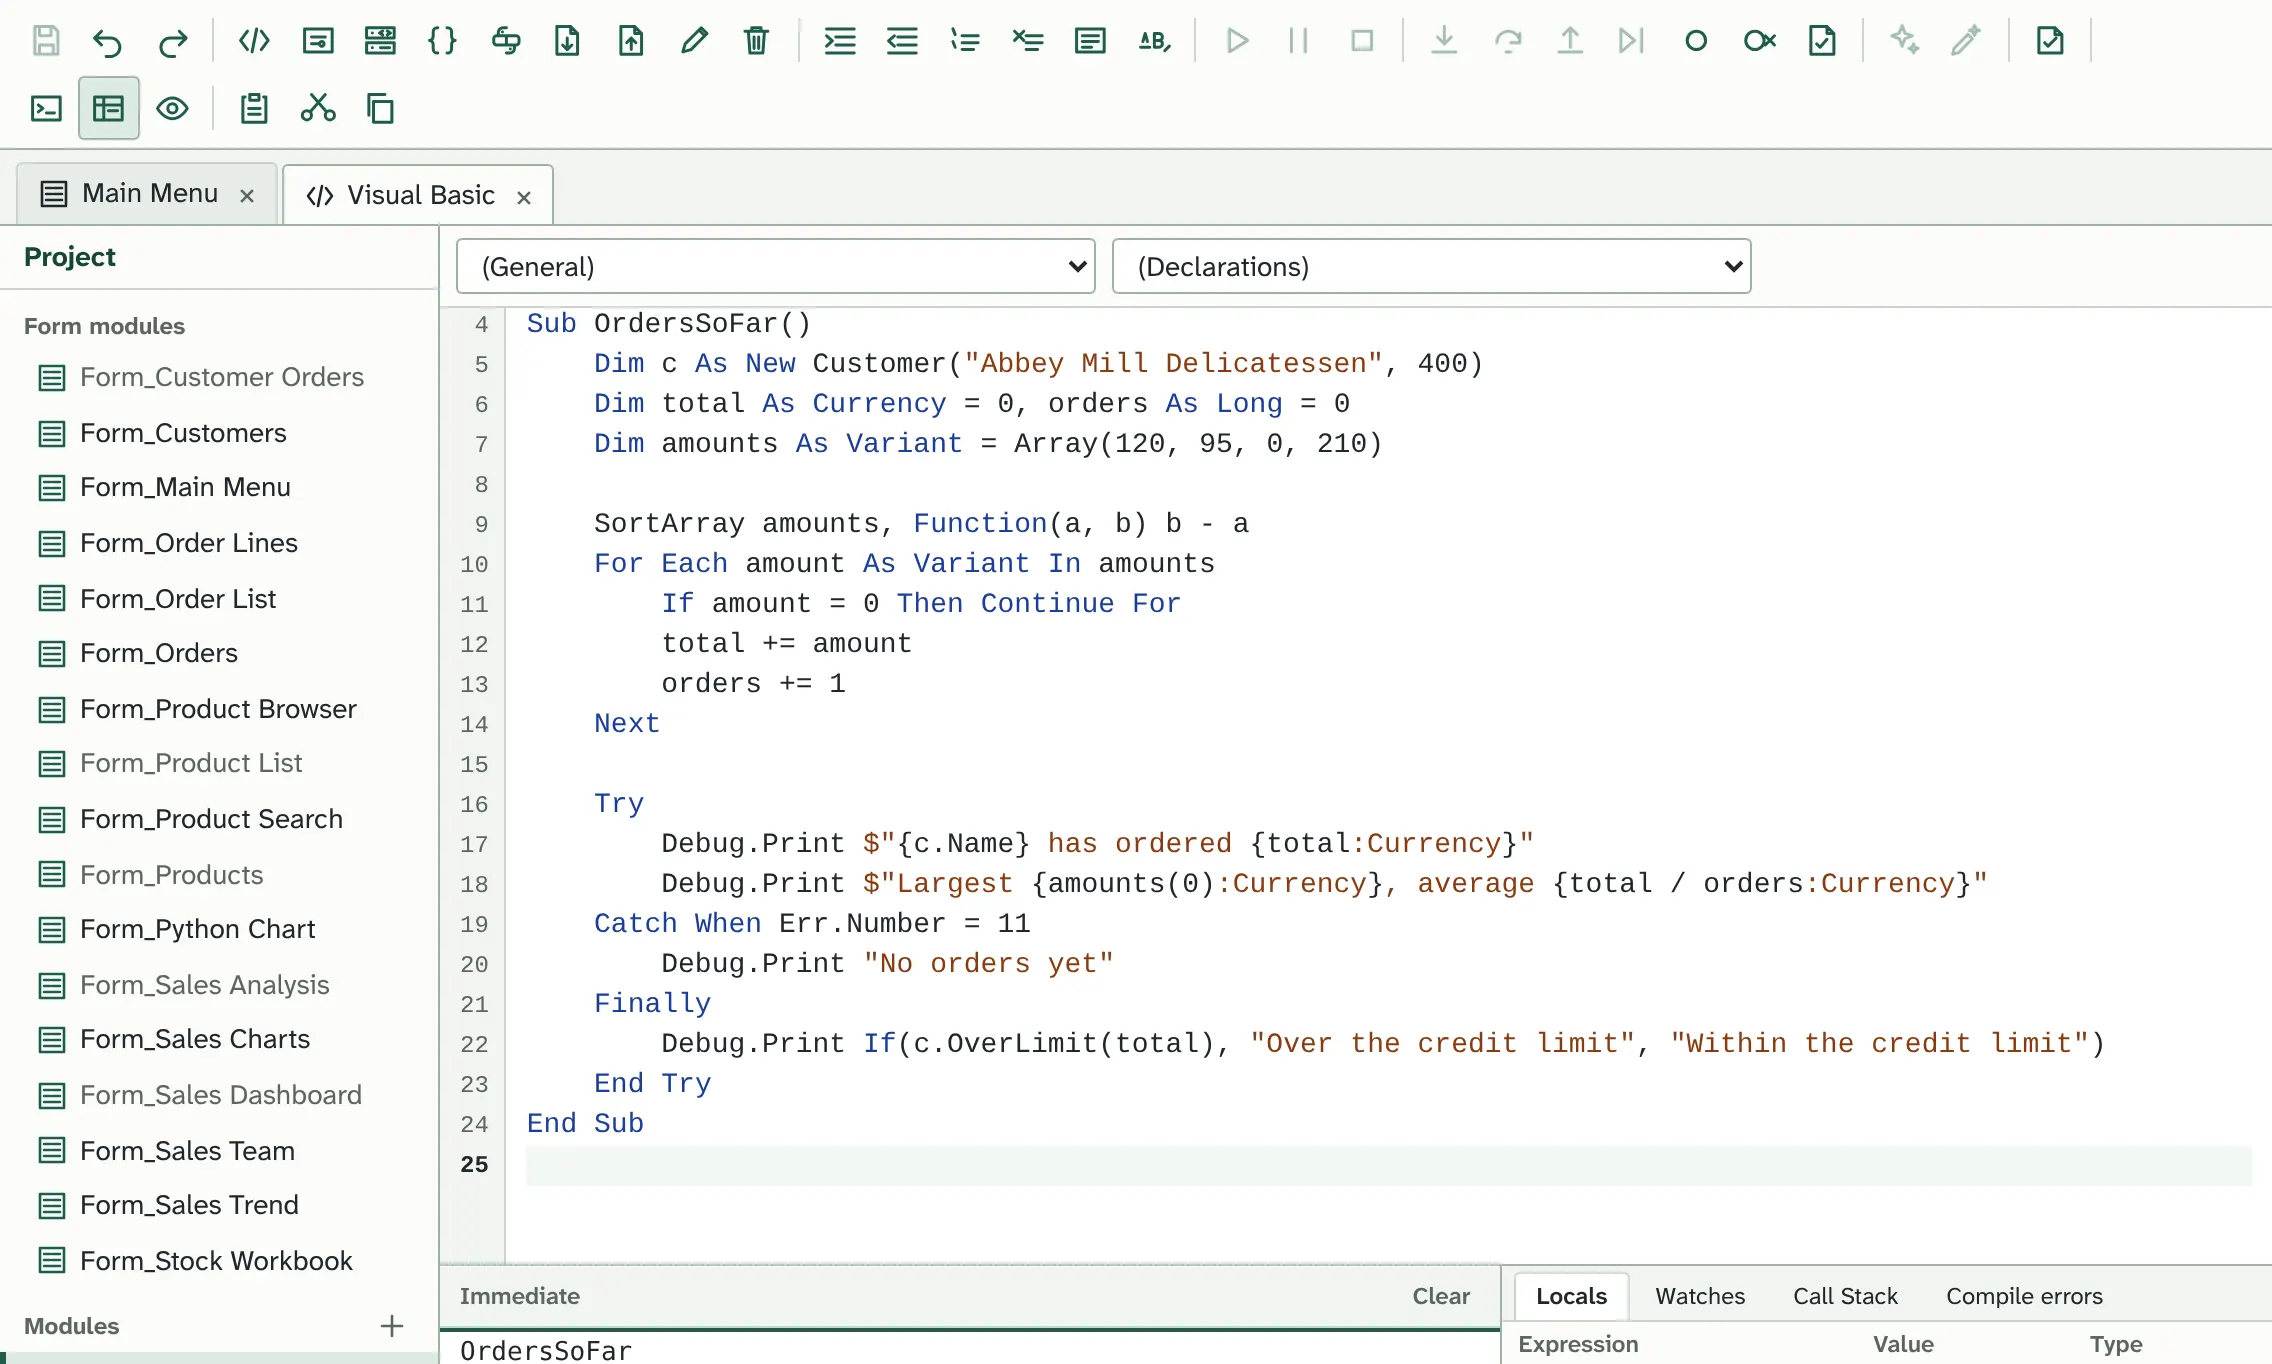 Main Menu ×
Visual Basic ×
Project
Form modules
Form_Customer Orders
Form_Customers
Form_Main Menu
Form_Order Lines
Form_Order List
Form_Orders
Form_Product Browser
Form_Product List
Form_Product Search
Form_Products
Form_Python Chart
Form_Sales Analysis
Form_Sales Charts
Form_Sales Dashboard
Form_Sales Team
Form_Sales Trend
Form_Stock Workbook
Modules
(General)
(Declarations)
4 Sub OrdersSoFar()
5     Dim c As New Customer("Abbey Mill Delicatessen", 400)
6     Dim total As Currency = 0, orders As Long = 0
7     Dim amounts As Variant = Array(120, 95, 0, 210)
8
9     SortArray amounts, Function(a, b) b - a
10     For Each amount As Variant In amounts
11         If amount = 0 Then Continue For
12         total += amount
13         orders += 1
14     Next
15
16     Try
17         Debug.Print $"{c.Name} has ordered {total:Currency}"
18         Debug.Print $"Largest {amounts(0):Currency}, average {total / orders:Currency}"
19     Catch When Err.Number = 11
20         Debug.Print "No orders yet"
21     Finally
22         Debug.Print If(c.OverLimit(total), "Over the credit limit", "Within the credit limit")
23     End Try
24 End Sub
25
Immediate
Clear
OrdersSoFar
Locals
Watches
Call Stack
Compile errors
Expression
Value
Type